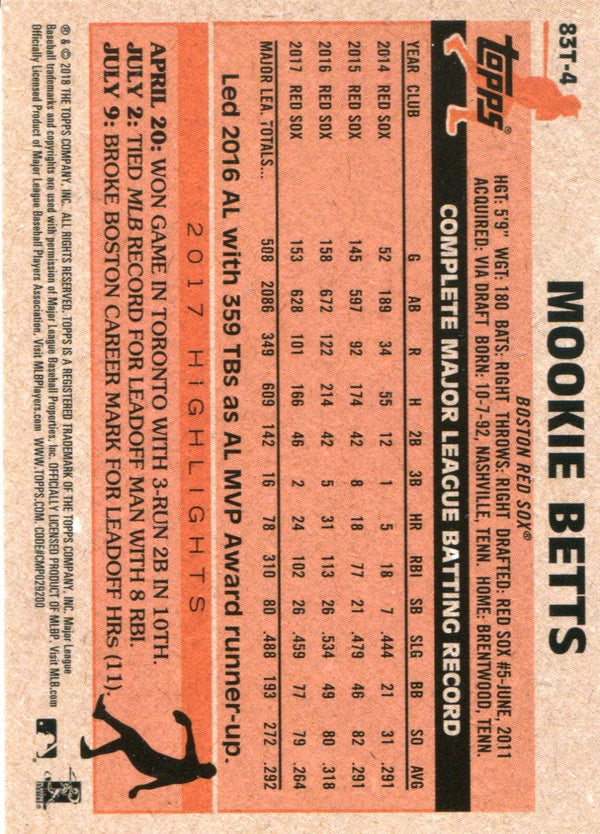 83T-4
MOOKIE BETTS
BOSTON RED SOX®
topps®
HGT: 5'9" WGT: 180 BATS: RIGHT THROWS: RIGHT DRAFTED: RED SOX #5-JUNE, 2011
ACQUIRED: VIA DRAFT BORN: 10-7-92, NASHVILLE, TENN. HOME: BRENTWOOD, TENN.
COMPLETE MAJOR LEAGUE BATTING RECORD
YEAR CLUB G AB R H 2B 3B HR RBI SB SLG BB SO AVG
2014 RED SOX 52 189 34 55 12 1 5 18 7 .444 21 31 .291
2015 RED SOX 145 597 92 174 42 8 18 77 21 .479 46 82 .291
2016 RED SOX 158 672 122 214 42 5 31 113 26 .534 49 80 .318
2017 RED SOX 153 628 101 166 46 2 24 102 26 .459 77 79 .264
MAJOR LEA. TOTALS... 508 2086 349 609 142 16 78 310 80 .488 193 272 .292
Led 2016 AL with 359 TBs as AL MVP Award runner-up.
2017 HIGHLIGHTS
APRIL 20: WON GAME IN TORONTO WITH 3-RUN 2B IN 10TH.
JULY 2: TIED MLB RECORD FOR LEADOFF MAN WITH 8 RBI.
JULY 9: BROKE BOSTON CAREER MARK FOR LEADOFF HRs (11).
® & © 2018 THE TOPPS COMPANY, INC. ALL RIGHTS RESERVED. TOPPS IS A REGISTERED TRADEMARK OF THE TOPPS COMPANY, INC. Major League
Baseball trademarks and copyrights are used with permission of Major League Baseball Properties, Inc. OFFICIALLY LICENSED PRODUCT OF MLBP. Visit MLB.com
Officially Licensed Product of Major League Baseball Players Association. Visit MLBPlayers.com WWW.TOPPS.COM. CODE#CMP029200